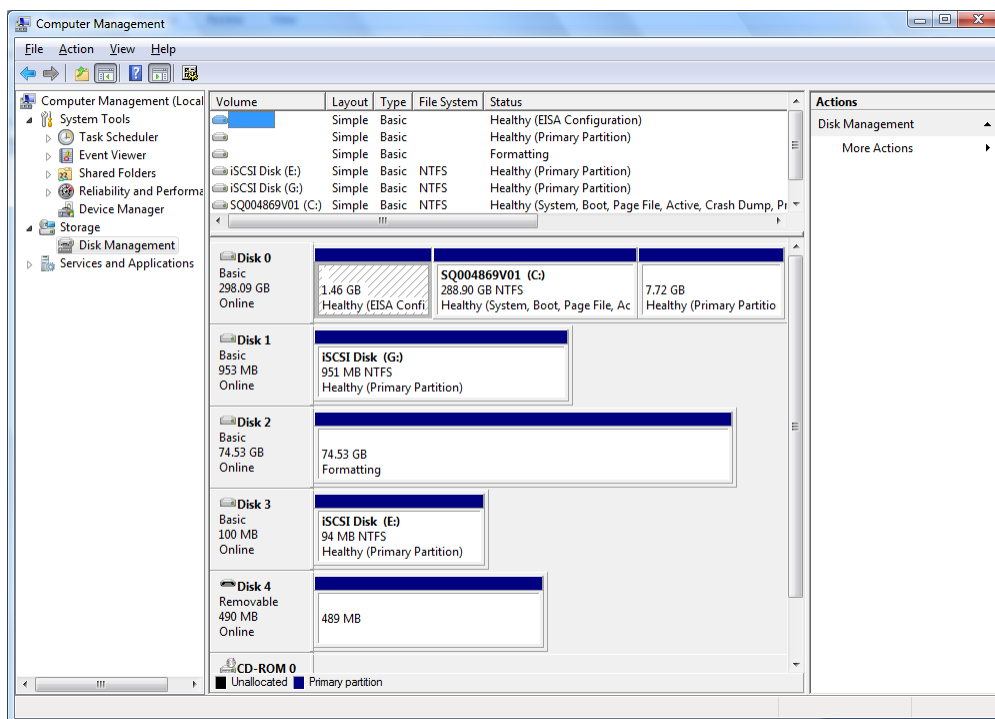 Computer Management
File Action View Help
Computer Management (Local
System Tools
Task Scheduler
Event Viewer
Shared Folders
Reliability and Performa
Device Manager
Storage
Disk Management
Services and Applications
Volume Layout Type File System Status
Simple Basic Healthy (EISA Configuration)
Simple Basic Healthy (Primary Partition)
Simple Basic Formatting
iSCSI Disk (E:) Simple Basic NTFS Healthy (Primary Partition)
iSCSI Disk (G:) Simple Basic NTFS Healthy (Primary Partition)
SQ004869V01 (C:) Simple Basic NTFS Healthy (System, Boot, Page File, Active, Crash Dump, Pr
Disk 0
Basic
298.09 GB
Online
1.46 GB
Healthy (EISA Confi
SQ004869V01 (C:)
288.90 GB NTFS
Healthy (System, Boot, Page File, Ac
7.72 GB
Healthy (Primary Partitio
Disk 1
Basic
953 MB
Online
iSCSI Disk (G:)
951 MB NTFS
Healthy (Primary Partition)
Disk 2
Basic
74.53 GB
Online
74.53 GB
Formatting
Disk 3
Basic
100 MB
Online
iSCSI Disk (E:)
94 MB NTFS
Healthy (Primary Partition)
Disk 4
Removable
490 MB
Online
489 MB
CD-ROM 0
Unallocated Primary partition
Actions
Disk Management
More Actions